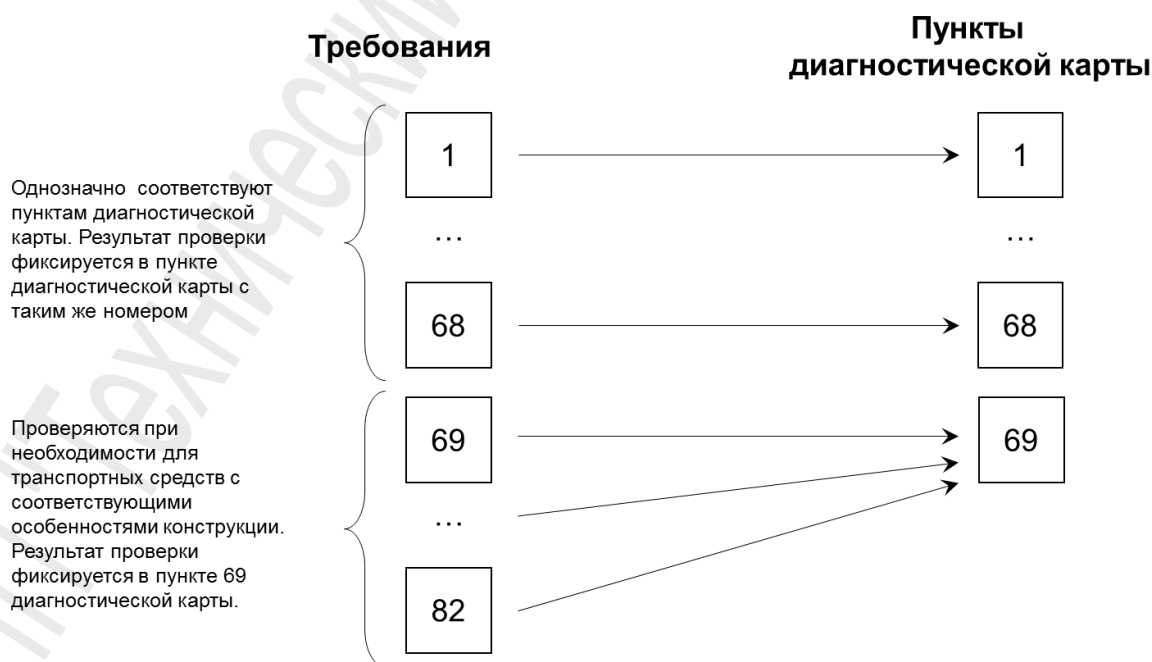 Требования
Пункты
диагностической карты
Однозначно соответствуют
пунктам диагностической
карты. Результат проверки
фиксируется в пункте
диагностической карты с
таким же номером
1
1
...
...
68
68
Проверяются при
необходимости для
транспортных средств с
соответствующими
особенностями конструкции.
Результат проверки
фиксируется в пункте 69
диагностической карты.
69
69
...
82